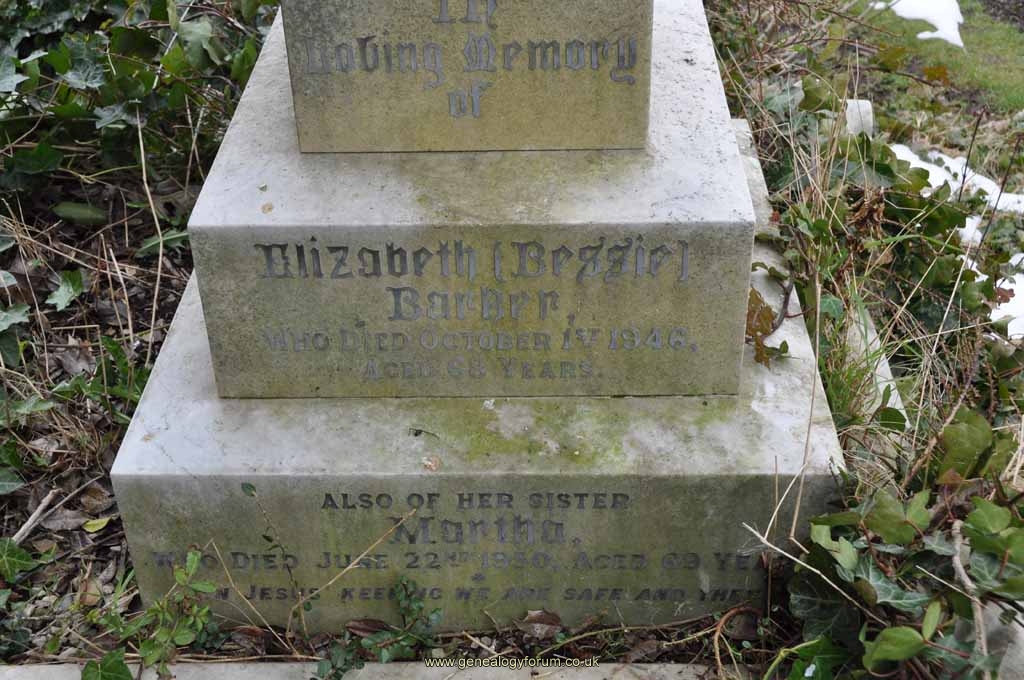 In
Loving Memory
of
Elizabeth (Bessie)
Barber,
Who Died October 1st 1946,
Aged 68 Years.
ALSO OF HER SISTER
Martha,
Who Died June 22nd 1950, Aged 69 Yea
In Jesus' keeping we are safe and they
www.genealogyforum.co.uk